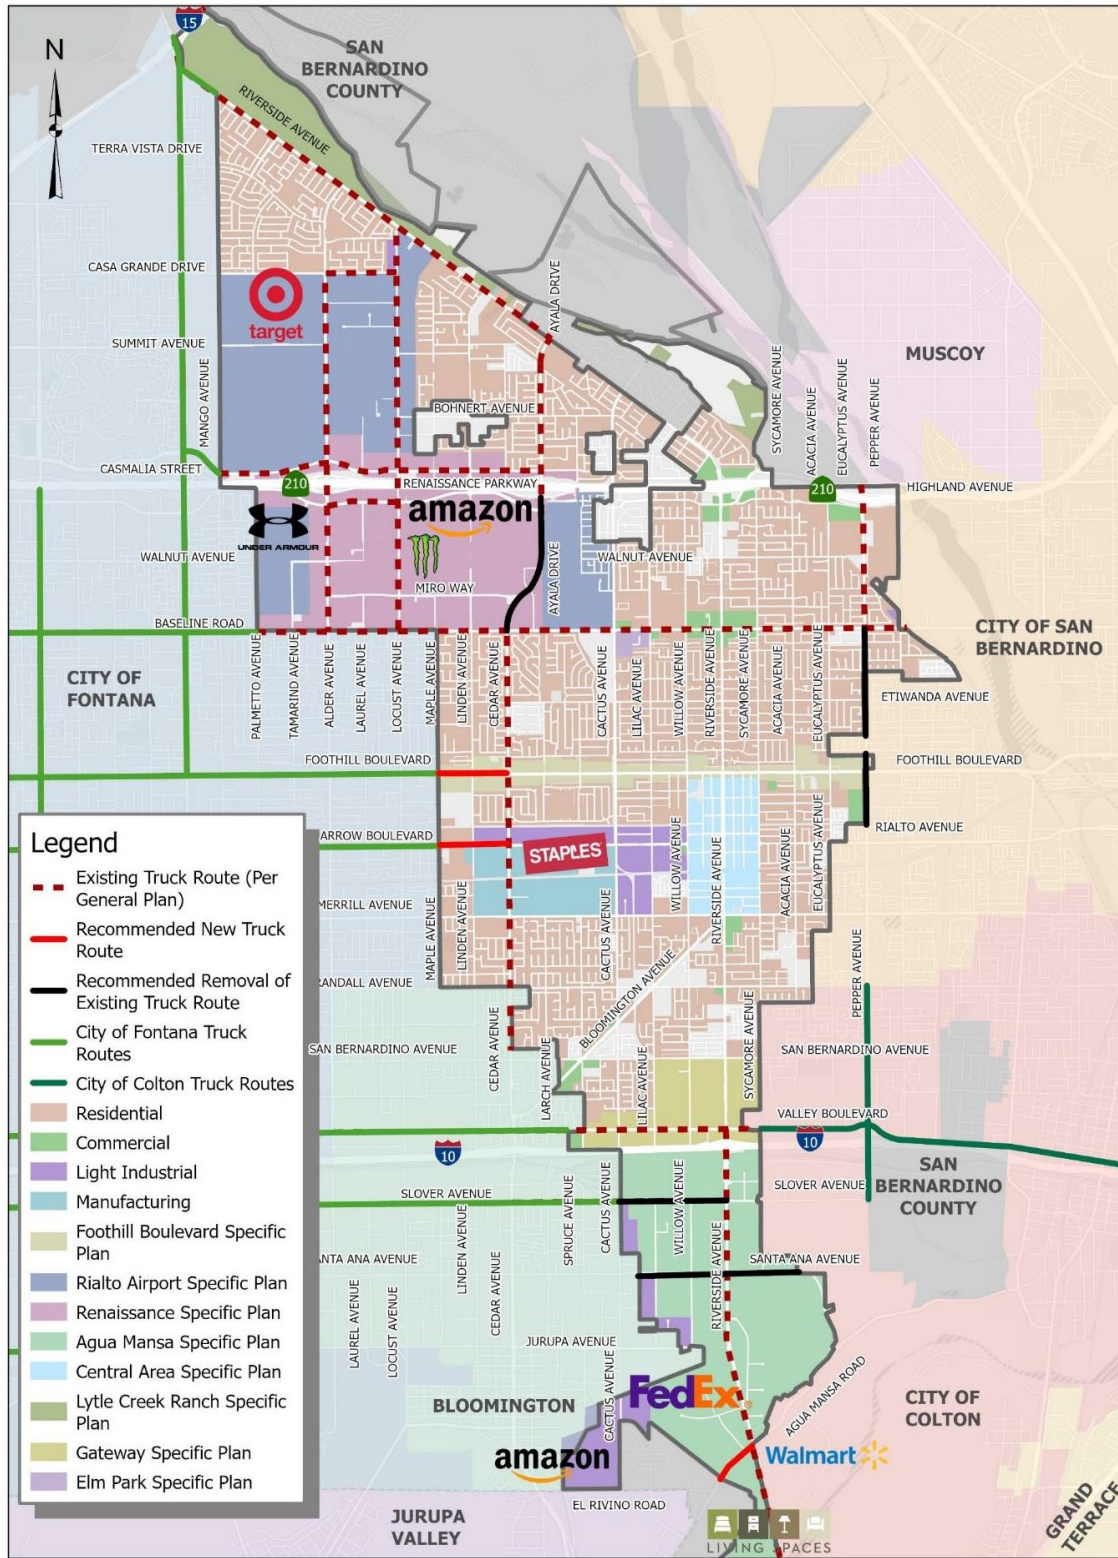 15
N
SAN
BERNARDINO
COUNTY
RIVERSIDE AVENUE
TERRA VISTA DRIVE
CASA GRANDE DRIVE
target
AYALA DRIVE
SUMMIT AVENUE
MUSCOY
MANGO AVENUE
SYCAMORE AVENUE
ACACIA AVENUE
EUCALYPTUS AVENUE
PEPPER AVENUE
BOHNERT AVENUE
CASMALIA STREET
210
RENAISSANCE PARKWAY
210
HIGHLAND AVENUE
amazon
UNDER ARMOUR
WALNUT AVENUE
WALNUT AVENUE
MIRO WAY
AYALA DRIVE
BASELINE ROAD
CITY OF SAN
BERNARDINO
CITY OF
FONTANA
PALMETTO AVENUE
TAMARIND AVENUE
ALDER AVENUE
LAUREL AVENUE
LOCUST AVENUE
MAPLE AVENUE
LINDEN AVENUE
CEDAR AVENUE
CACTUS AVENUE
LILAC AVENUE
WILLOW AVENUE
RIVERSIDE AVENUE
SYCAMORE AVENUE
ACACIA AVENUE
EUCALYPTUS AVENUE
ETIWANDA AVENUE
FOOTHILL BOULEVARD
FOOTHILL BOULEVARD
ARROW BOULEVARD
STAPLES
RIALTO AVENUE
WILLOW AVENUE
RIVERSIDE AVENUE
ACACIA AVENUE
EUCALYPTUS AVENUE
MERRILL AVENUE
MAPLE AVENUE
LINDEN AVENUE
CACTUS AVENUE
BLOOMINGTON AVENUE
RANDALL AVENUE
PEPPER AVENUE
SAN BERNARDINO AVENUE
CEDAR AVENUE
LARCH AVENUE
LILAC AVENUE
SYCAMORE AVENUE
SAN BERNARDINO AVENUE
VALLEY BOULEVARD
10
10
SAN
BERNARDINO
COUNTY
SLOVER AVENUE
SPRUCE AVENUE
CACTUS AVENUE
WILLOW AVENUE
SLOVER AVENUE
ANTA ANA AVENUE
LINDEN AVENUE
CEDAR AVENUE
RIVERSIDE AVENUE
SANTA ANA AVENUE
LAUREL AVENUE
LOCUST AVENUE
JURUPA AVENUE
CACTUS AVENUE
AGUA MANSA ROAD
FedEx
BLOOMINGTON
CITY OF
COLTON
amazon
Walmart
EL RIVINO ROAD
JURUPA
VALLEY
LIVING SPACES
GRAND
TERRACE
Legend
Existing Truck Route (Per
General Plan)
Recommended New Truck
Route
Recommended Removal of
Existing Truck Route
City of Fontana Truck
Routes
City of Colton Truck Routes
Residential
Commercial
Light Industrial
Manufacturing
Foothill Boulevard Specific
Plan
Rialto Airport Specific Plan
Renaissance Specific Plan
Agua Mansa Specific Plan
Central Area Specific Plan
Lytle Creek Ranch Specific
Plan
Gateway Specific Plan
Elm Park Specific Plan